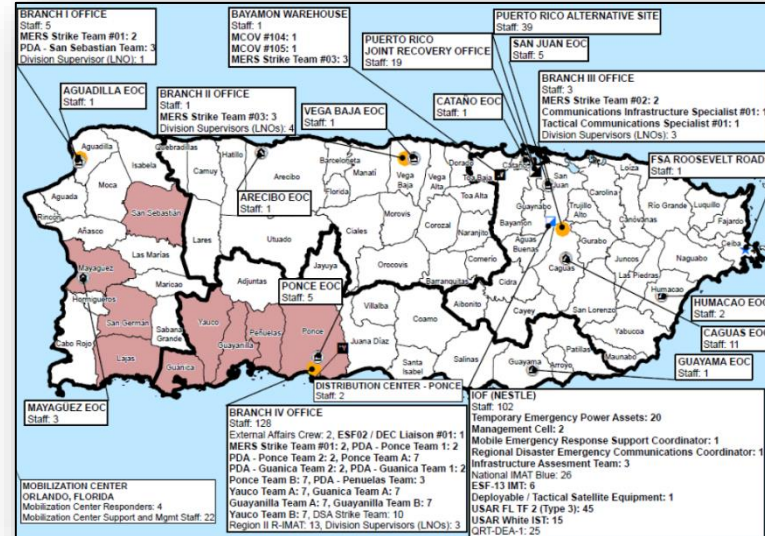 BRANCH I OFFICE
Staff: 5
MERS Strike Team #01: 2
PDA - San Sebastian Team: 3
Division Supervisor (LNO): 1
BAYAMON WAREHOUSE
Staff: 1
MCOV #104: 1
MCOV #105: 1
MERS Strike Team #03: 3
PUERTO RICO ALTERNATIVE SITE
Staff: 39
PUERTO RICO
JOINT RECOVERY OFFICE
Staff: 19
SAN JUAN EOC
Staff: 5
AGUADILLA EOC
Staff: 1
BRANCH II OFFICE
Staff: 1
MERS Strike Team #03: 3
Division Supervisors (LNOs): 4
VEGA BAJA EOC
Staff: 1
CATAÑO EOC
Staff: 1
BRANCH III OFFICE
Staff: 3
MERS Strike Team #02: 2
Communications Infrastructure Specialist #01: 1
Tactical Communications Specialist #01: 1
Division Supervisors (LNOs): 3
FSA ROOSEVELT ROAD
Staff: 1
ARECIBO EOC
Staff: 1
Aguadilla
Isabela
Quebradillas
Camuy
Hatillo
Arecibo
Barceloneta
Manatí
Florida
Vega
Baja
Vega
Alta
Dorado
Toa Baja
Toa Alta
Cataño
San
Juan
Guaynabo
Bayamón
Carolina
Trujillo
Alto
Loiza
Canóvanas
Río Grande
Luquillo
Fajardo
Ceiba
Moca
Aguada
Rincón
Añasco
San Sebastián
Lares
Utuado
Ciales
Morovis
Corozal
Naranjito
Comerío
Orocovis
Barranquitas
Aguas
Buenas
Caguas
Gurabo
Juncos
Las Piedras
Naguabo
Humacao
San Lorenzo
Yabucoa
Maunabo
Patillas
Arroyo
Guayama
Cayey
Cidra
Aibonito
Salinas
Coamo
Santa
Isabel
Villalba
Juana Díaz
Jayuya
Adjuntas
Ponce
Peñuelas
Guayanilla
Yauco
Guánica
Las Marías
Maricao
Mayagüez
Hormigueros
San Germán
Sabana
Grande
Cabo Rojo
Lajas
PONCE EOC
Staff: 5
HUMACAO EOC
Staff: 2
CAGUAS EOC
Staff: 11
GUAYAMA EOC
Staff: 1
MAYAGÜEZ EOC
Staff: 3
DISTRIBUTION CENTER - PONCE
Staff: 2
BRANCH IV OFFICE
Staff: 128
External Affairs Crew: 2, ESF02 / DEC Liaison #01: 1
MERS Strike Team #01: 2, PDA - Ponce Team 1: 2
PDA - Ponce Team 2: 2, Ponce Team A: 7
PDA - Guanica Team 2: 2, PDA - Guanica Team 1: 2
Ponce Team B: 7, PDA - Penuelas Team: 3
Yauco Team A: 7, Guanica Team A: 7
Guayanilla Team A: 7, Guayanilla Team B: 7
Yauco Team B: 7, DSA Strike Team: 10
Region II R-IMAT: 13, Division Supervisors (LNOs): 3
IOF (NESTLE)
Staff: 102
Temporary Emergency Power Assets: 20
Management Cell: 2
Mobile Emergency Response Support Coordinator: 1
Regional Disaster Emergency Communications Coordinator: 1
Infrastructure Assesment Team: 3
National IMAT Blue: 26
ESF-13 IMT: 6
Deployable / Tactical Satellite Equipment: 1
USAR FL TF 2 (Type 3): 45
USAR White IST: 15
QRT-DEA-1: 25
MOBILIZATION CENTER
ORLANDO, FLORIDA
Mobilization Center Responders: 4
Mobilization Center Support and Mgmt Staff: 22